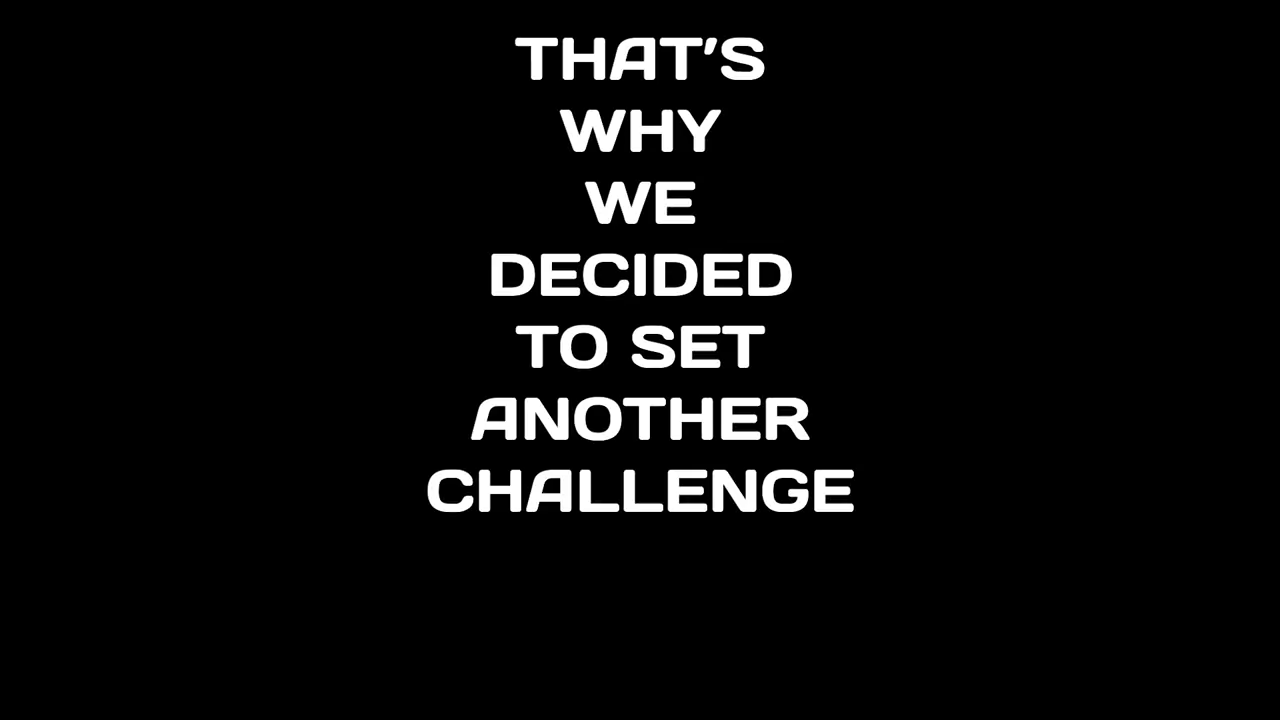 THAT'S
WHY
WE
DECIDED
TO SET
ANOTHER
CHALLENGE